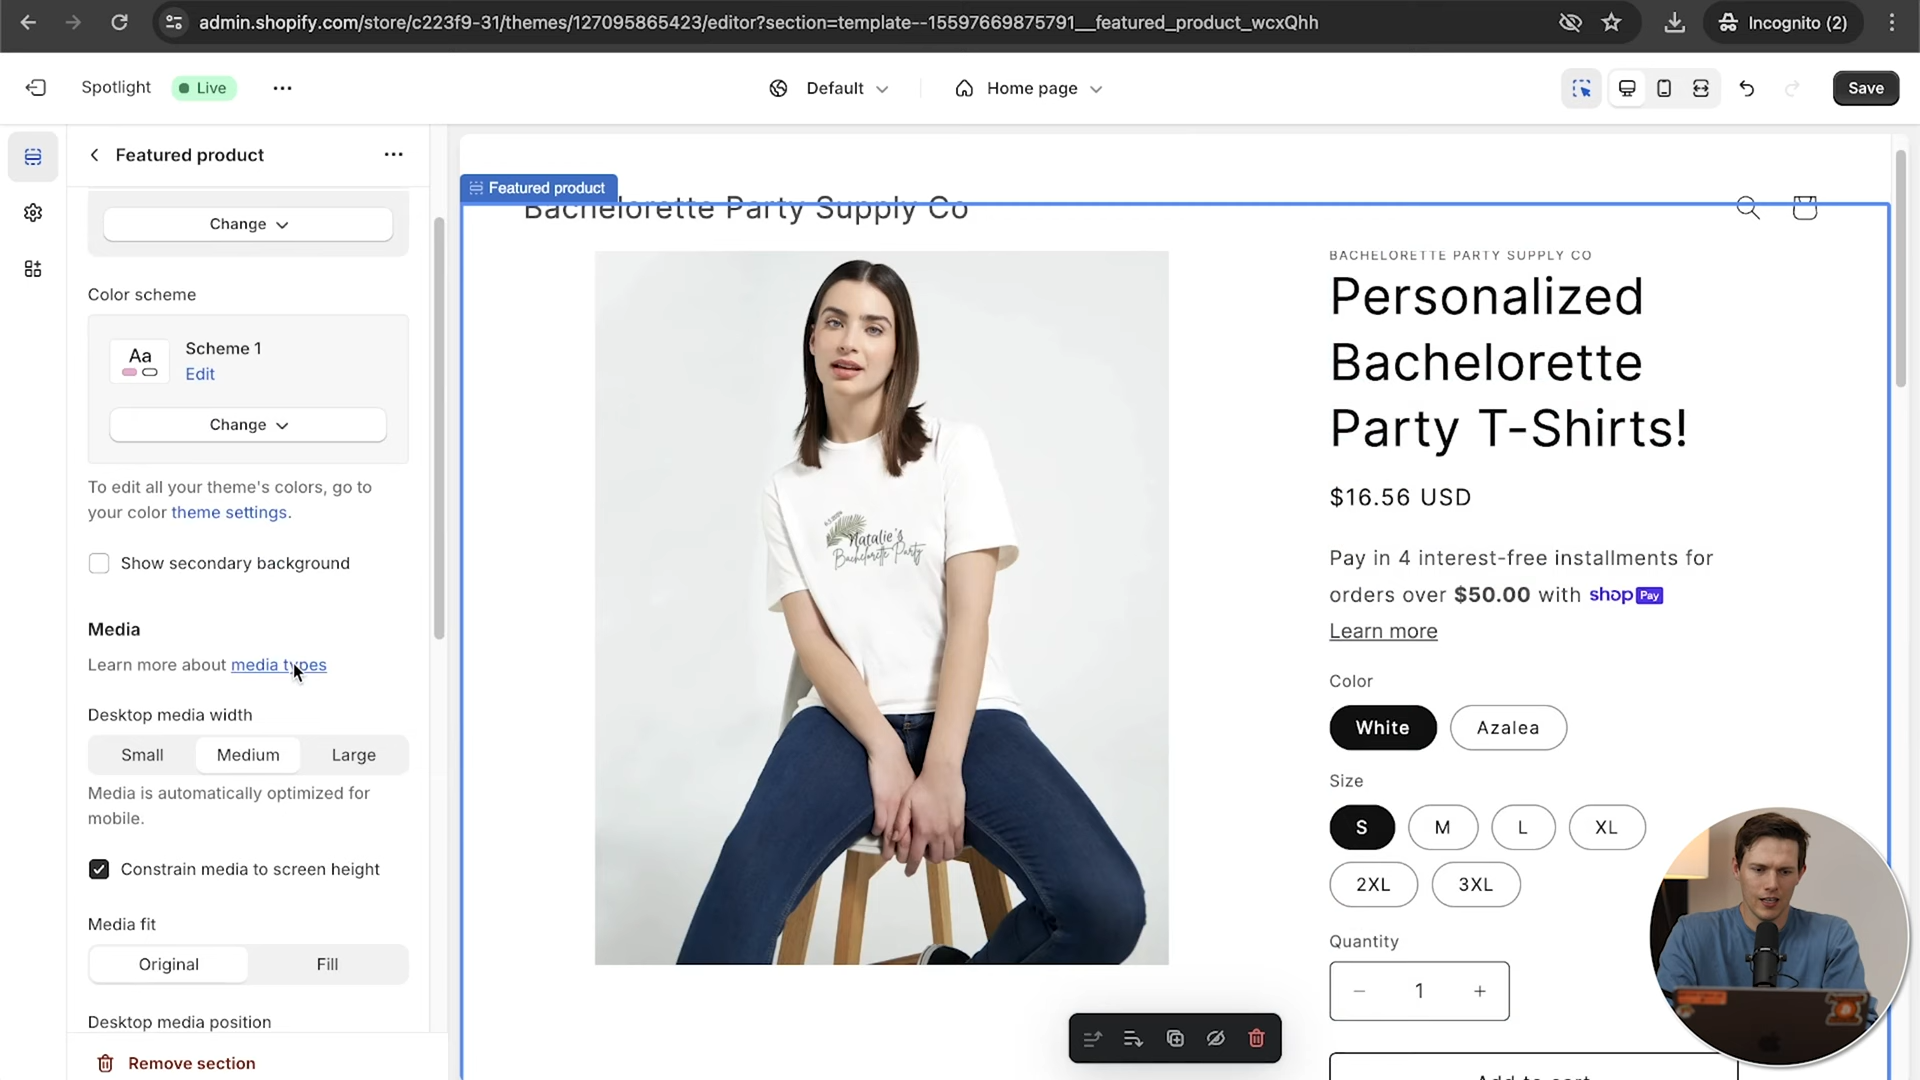 admin.shopify.com/store/c223f9-31/themes/127095865423/editor?section=template--15597669875791__featured_product_wcxQhh
Incognito (2)
Spotlight
Live
Default
Home page
Save
Featured product
Change
Color scheme
Aa
Scheme 1
Edit
Change
To edit all your theme's colors, go to
your color theme settings.
Show secondary background
Media
Learn more about media types
Desktop media width
Small
Medium
Large
Media is automatically optimized for
mobile.
Constrain media to screen height
Media fit
Original
Fill
Desktop media position
Remove section
Featured product
Bachelorette Party Supply Co
Natalie's
Bachelorette Party
BACHELORETTE PARTY SUPPLY CO
Personalized
Bachelorette
Party T-Shirts!
$16.56 USD
Pay in 4 interest-free installments for
orders over $50.00 with shop Pay
Learn more
Color
White
Azalea
Size
S
M
L
XL
2XL
3XL
Quantity
1
Add to cart